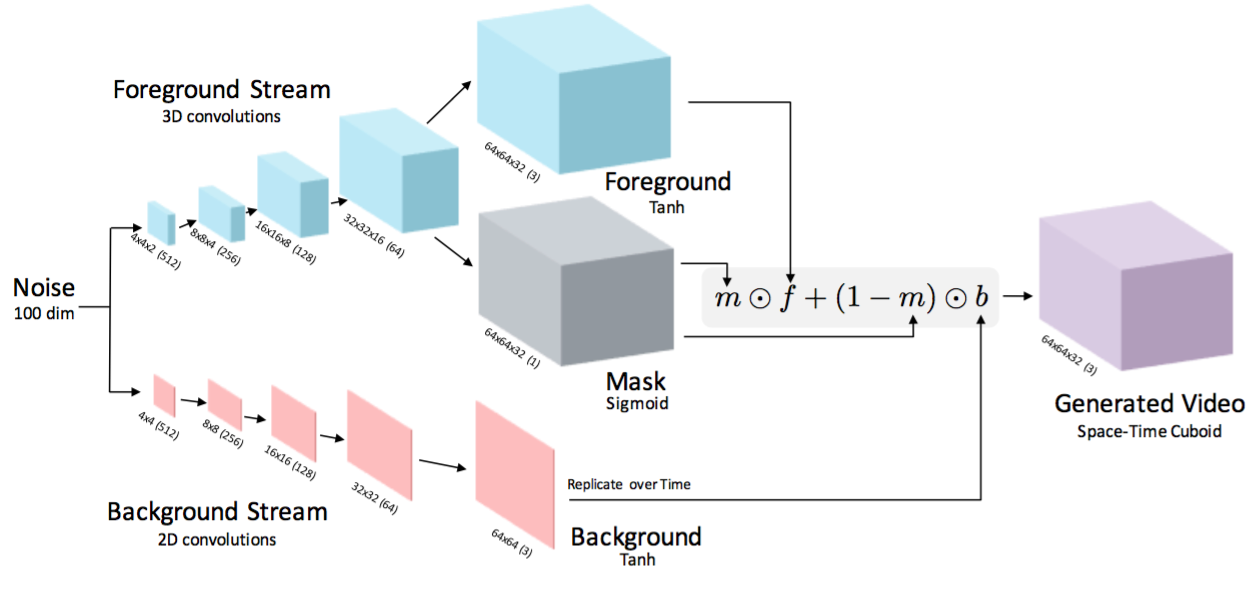 Foreground Stream
3D convolutions
4x4x2 (512)
8x8x4 (256)
16x16x8 (128)
32x32x16 (64)
64x64x32 (3)
Foreground
Tanh
Noise
100 dim
64x64x32 (1)
Mask
Sigmoid
m ⊙ f + (1 − m) ⊙ b
64x64x32 (3)
Generated Video
Space-Time Cuboid
4x4 (512)
8x8 (256)
16x16 (128)
32x32 (64)
64x64 (3)
Background Stream
2D convolutions
Replicate over Time
Background
Tanh